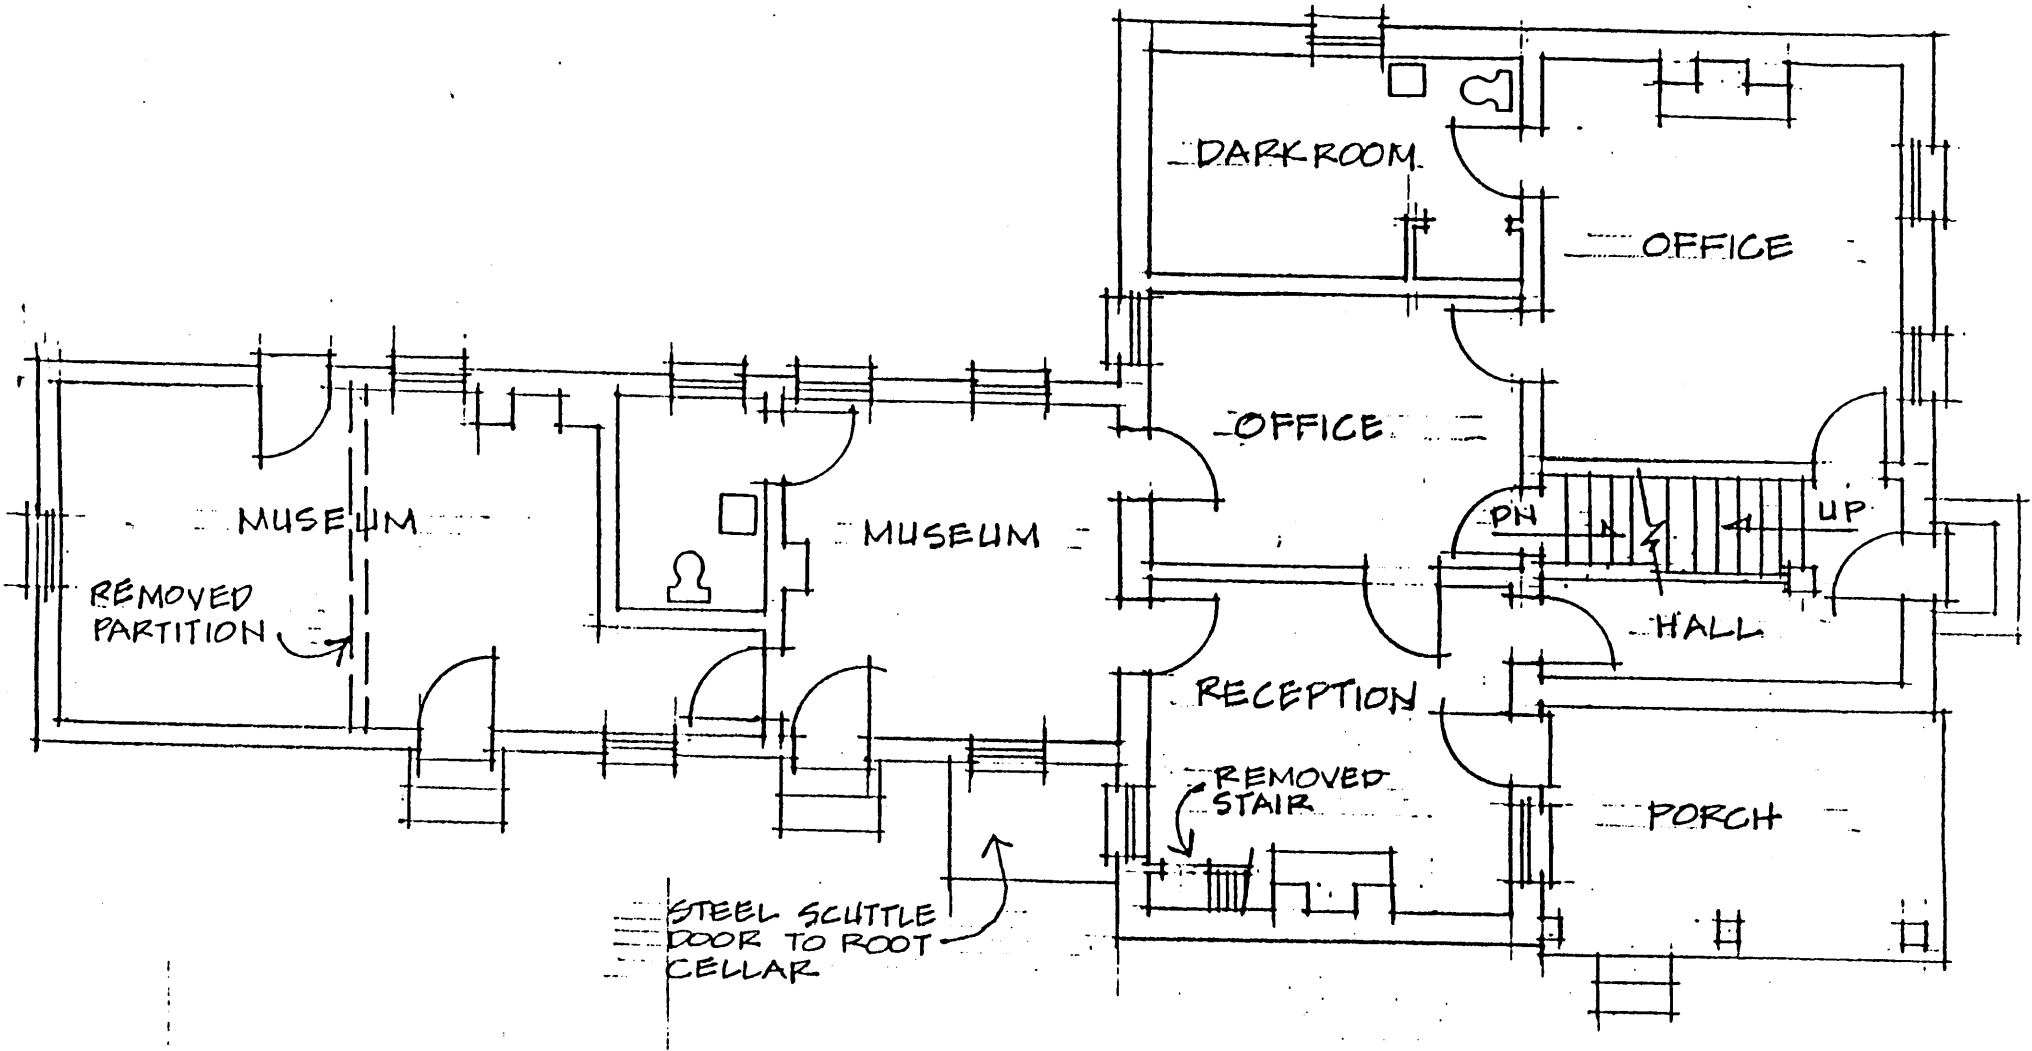 DARKROOM
OFFICE
OFFICE
MUSEUM
MUSEUM
DN
UP
REMOVED
PARTITION
HALL
RECEPTION
REMOVED
STAIR
PORCH
STEEL SCUTTLE
DOOR TO ROOT
CELLAR